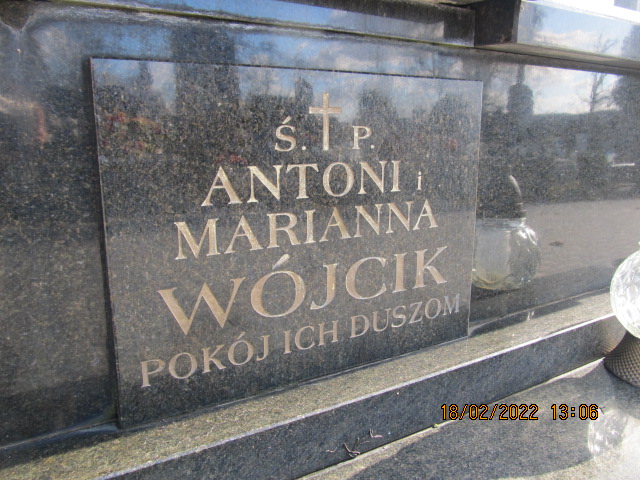 Ś. P.
ANTONI i
MARIANNA
WÓJCIK
POKÓJ ICH DUSZOM
18/02/2022 13:06